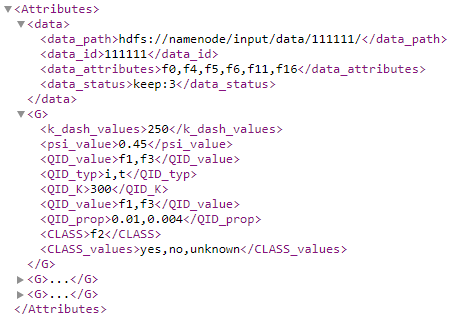 <Attributes>
<data>
<data_path>hdfs://namenode/input/data/111111/</data_path>
<data_id>111111</data_id>
<data_attributes>f0,f4,f5,f6,f11,f16</data_attributes>
<data_status>keep:3</data_status>
</data>
<G>
<k_dash_values>250</k_dash_values>
<psi_value>0.45</psi_value>
<QID_value>f1,f3</QID_value>
<QID_typ>i,t</QID_typ>
<QID_K>300</QID_K>
<QID_value>f1,f3</QID_value>
<QID_prop>0.01,0.004</QID_prop>
<CLASS>f2</CLASS>
<CLASS_values>yes,no,unknown</CLASS_values>
</G>
<G>...</G>
<G>...</G>
</Attributes>